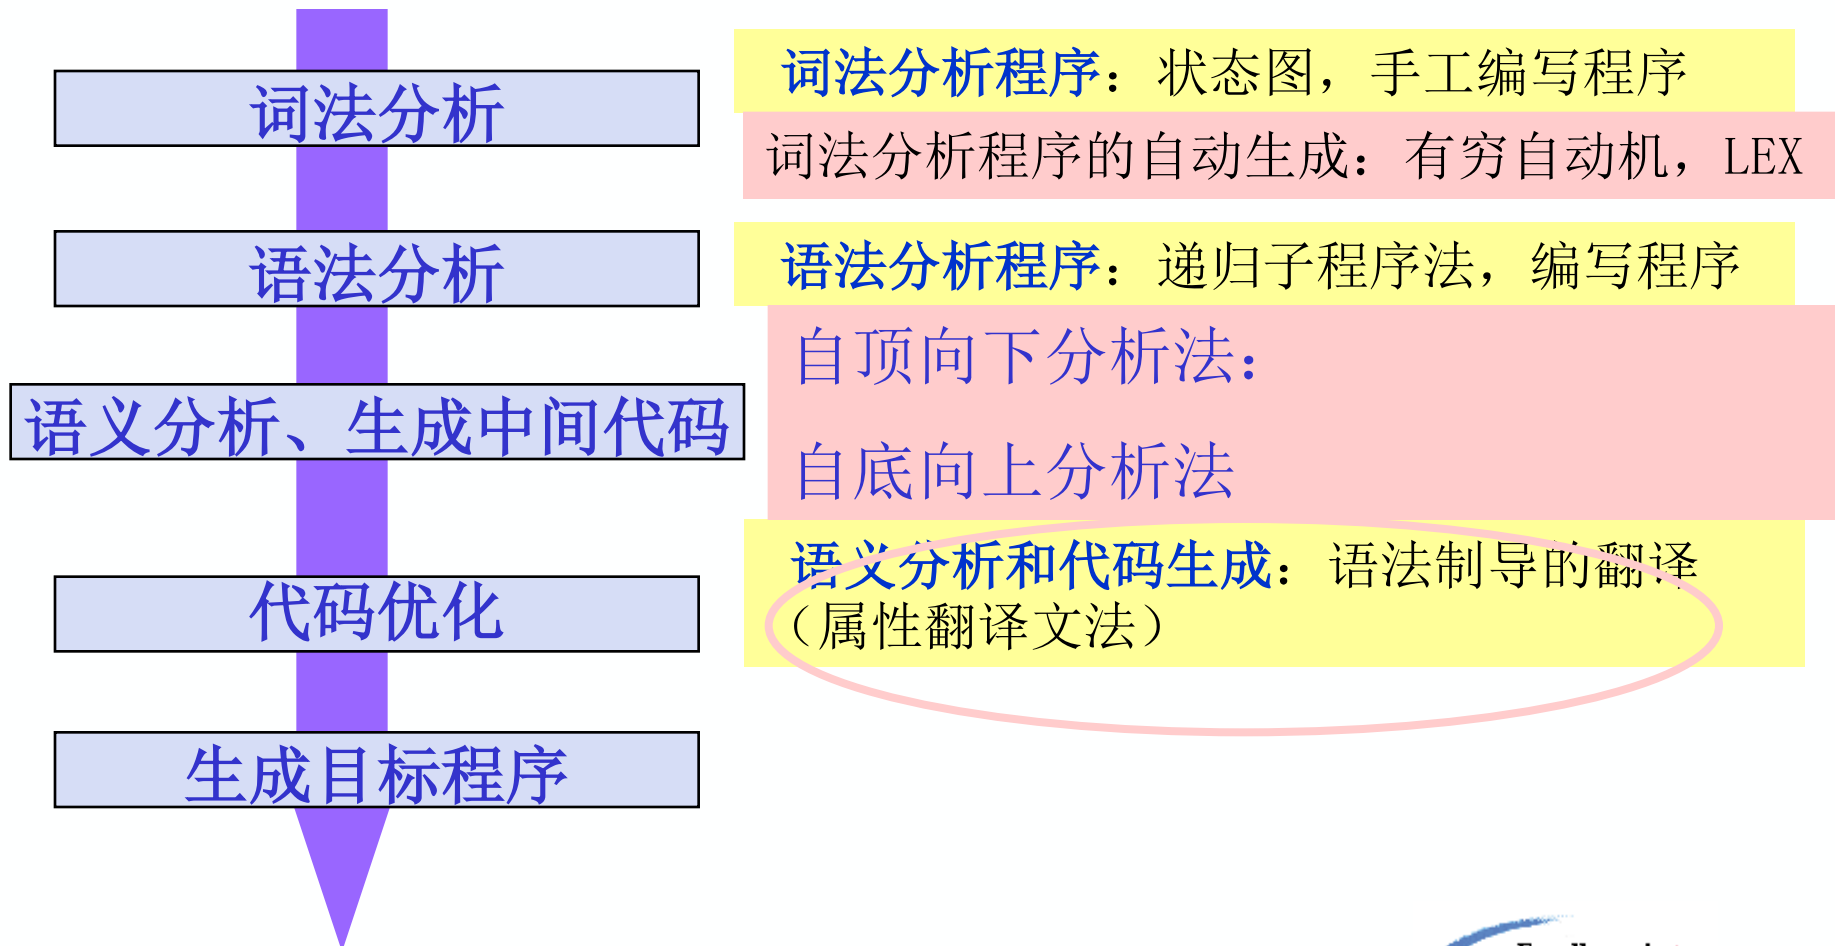 词法分析
语法分析
语义分析、生成中间代码
代码优化
生成目标程序
词法分析程序：状态图，手工编写程序
词法分析程序的自动生成：有穷自动机，LEX
语法分析程序：递归子程序法，编写程序
自顶向下分析法：
自底向上分析法
语义分析和代码生成：语法制导的翻译
（属性翻译文法）